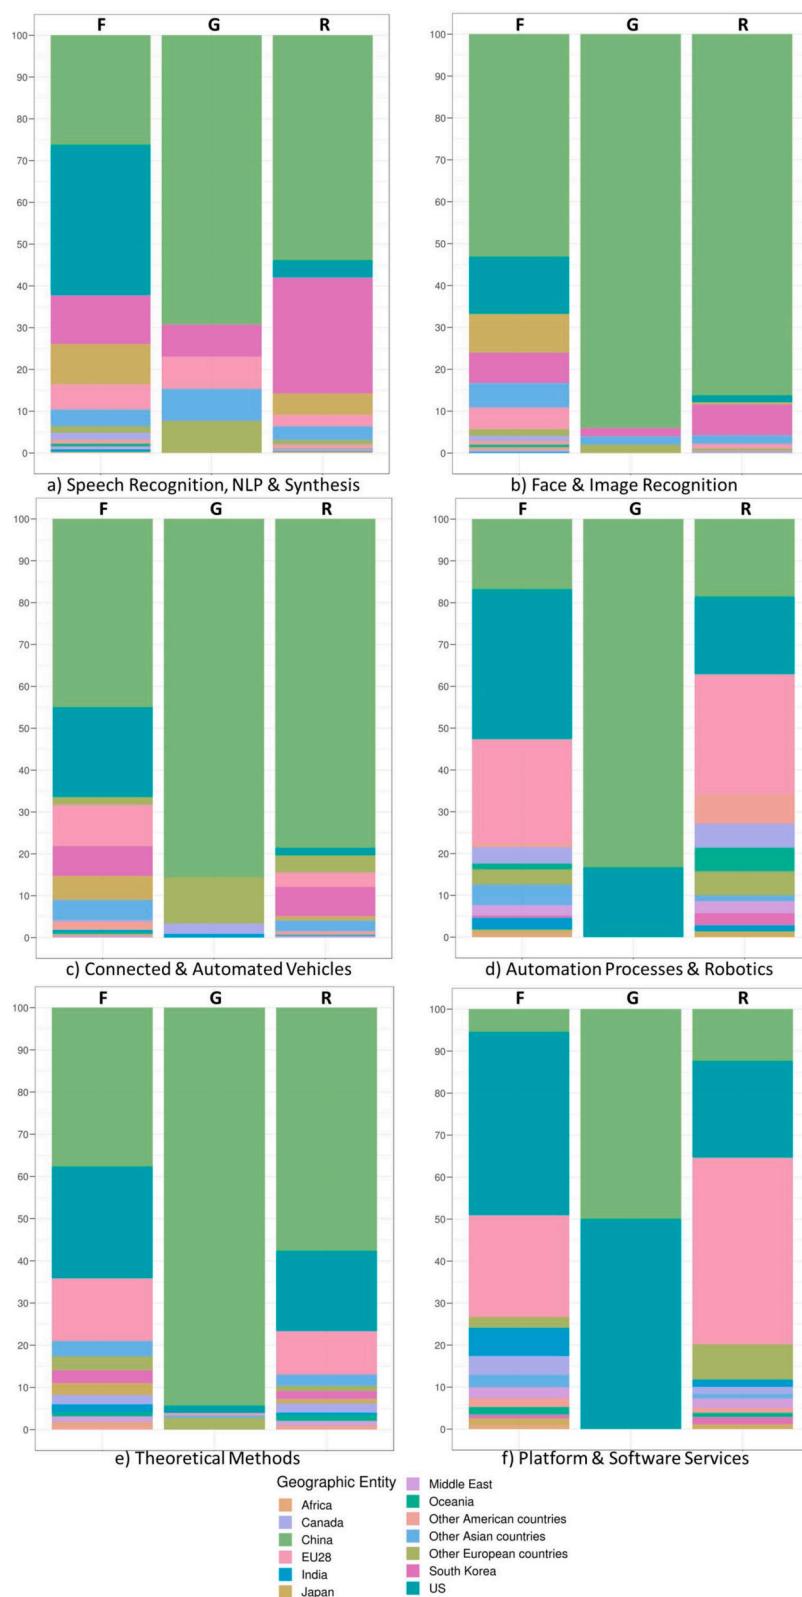 F G R F G R
100 100
90 90
80 80
70 70
60 60
50 50
40 40
30 30
20 20
10 10
0 0
a) Speech Recognition, NLP & Synthesis b) Face & Image Recognition
F G R F G R
100 100
90 90
80 80
70 70
60 60
50 50
40 40
30 30
20 20
10 10
0 0
c) Connected & Automated Vehicles d) Automation Processes & Robotics
F G R F G R
100 100
90 90
80 80
70 70
60 60
50 50
40 40
30 30
20 20
10 10
0 0
e) Theoretical Methods f) Platform & Software Services
Geographic Entity
Africa
Canada
China
EU28
India
Japan
Middle East
Oceania
Other American countries
Other Asian countries
Other European countries
South Korea
US